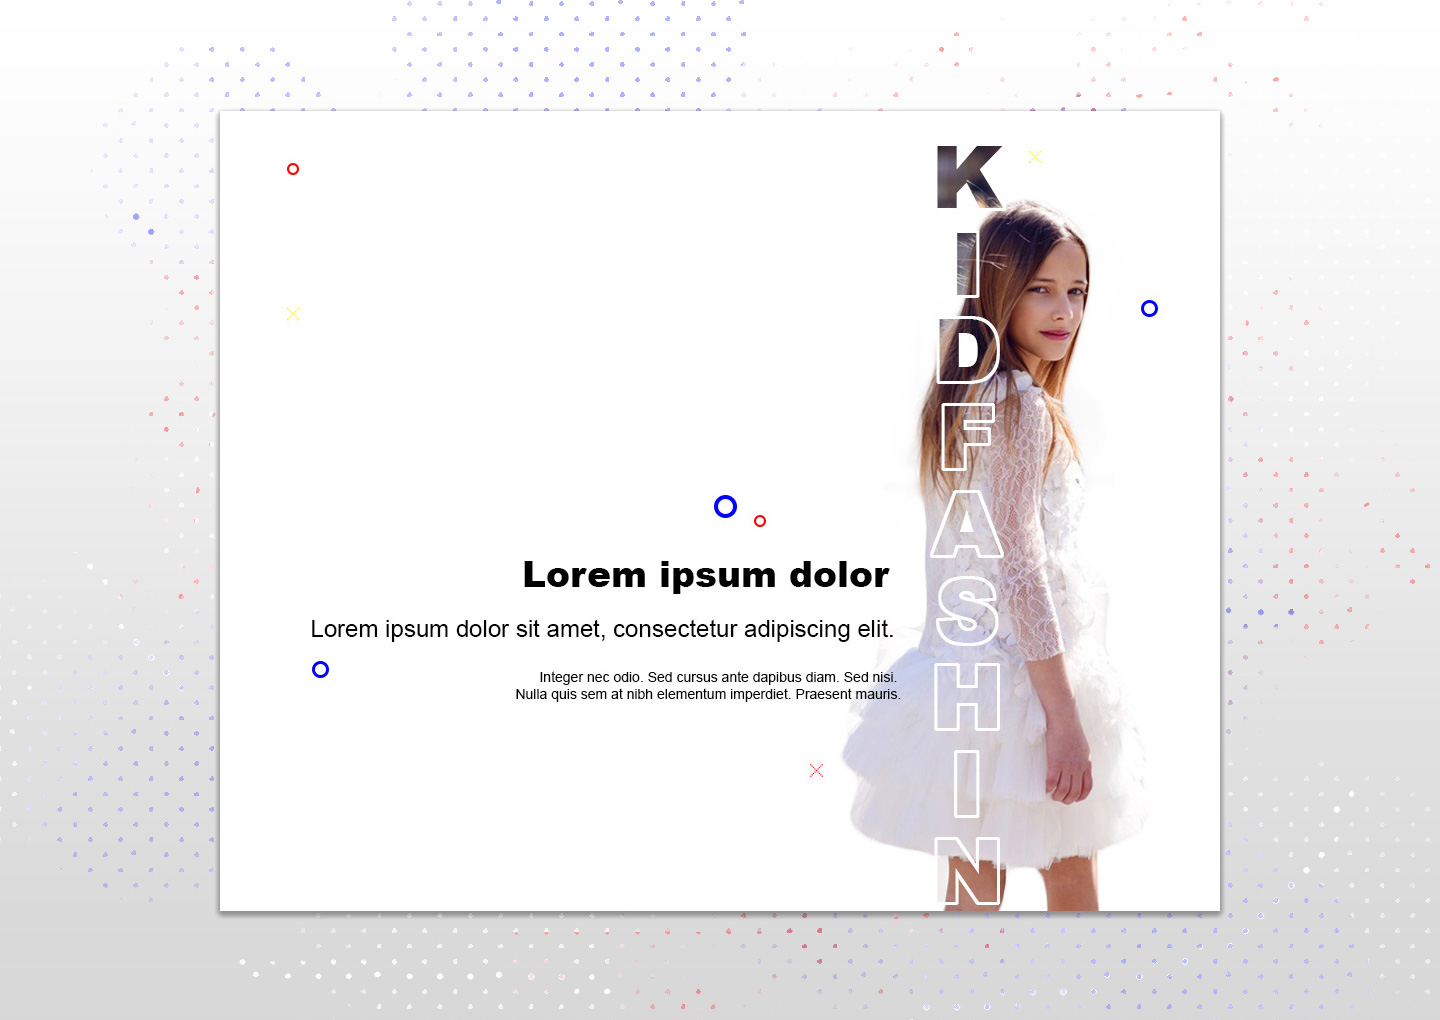 KIDFASHIN
Lorem ipsum dolor
Lorem ipsum dolor sit amet, consectetur adipiscing elit.
Integer nec odio. Sed cursus ante dapibus diam. Sed nisi.
Nulla quis sem at nibh elementum imperdiet. Praesent mauris.